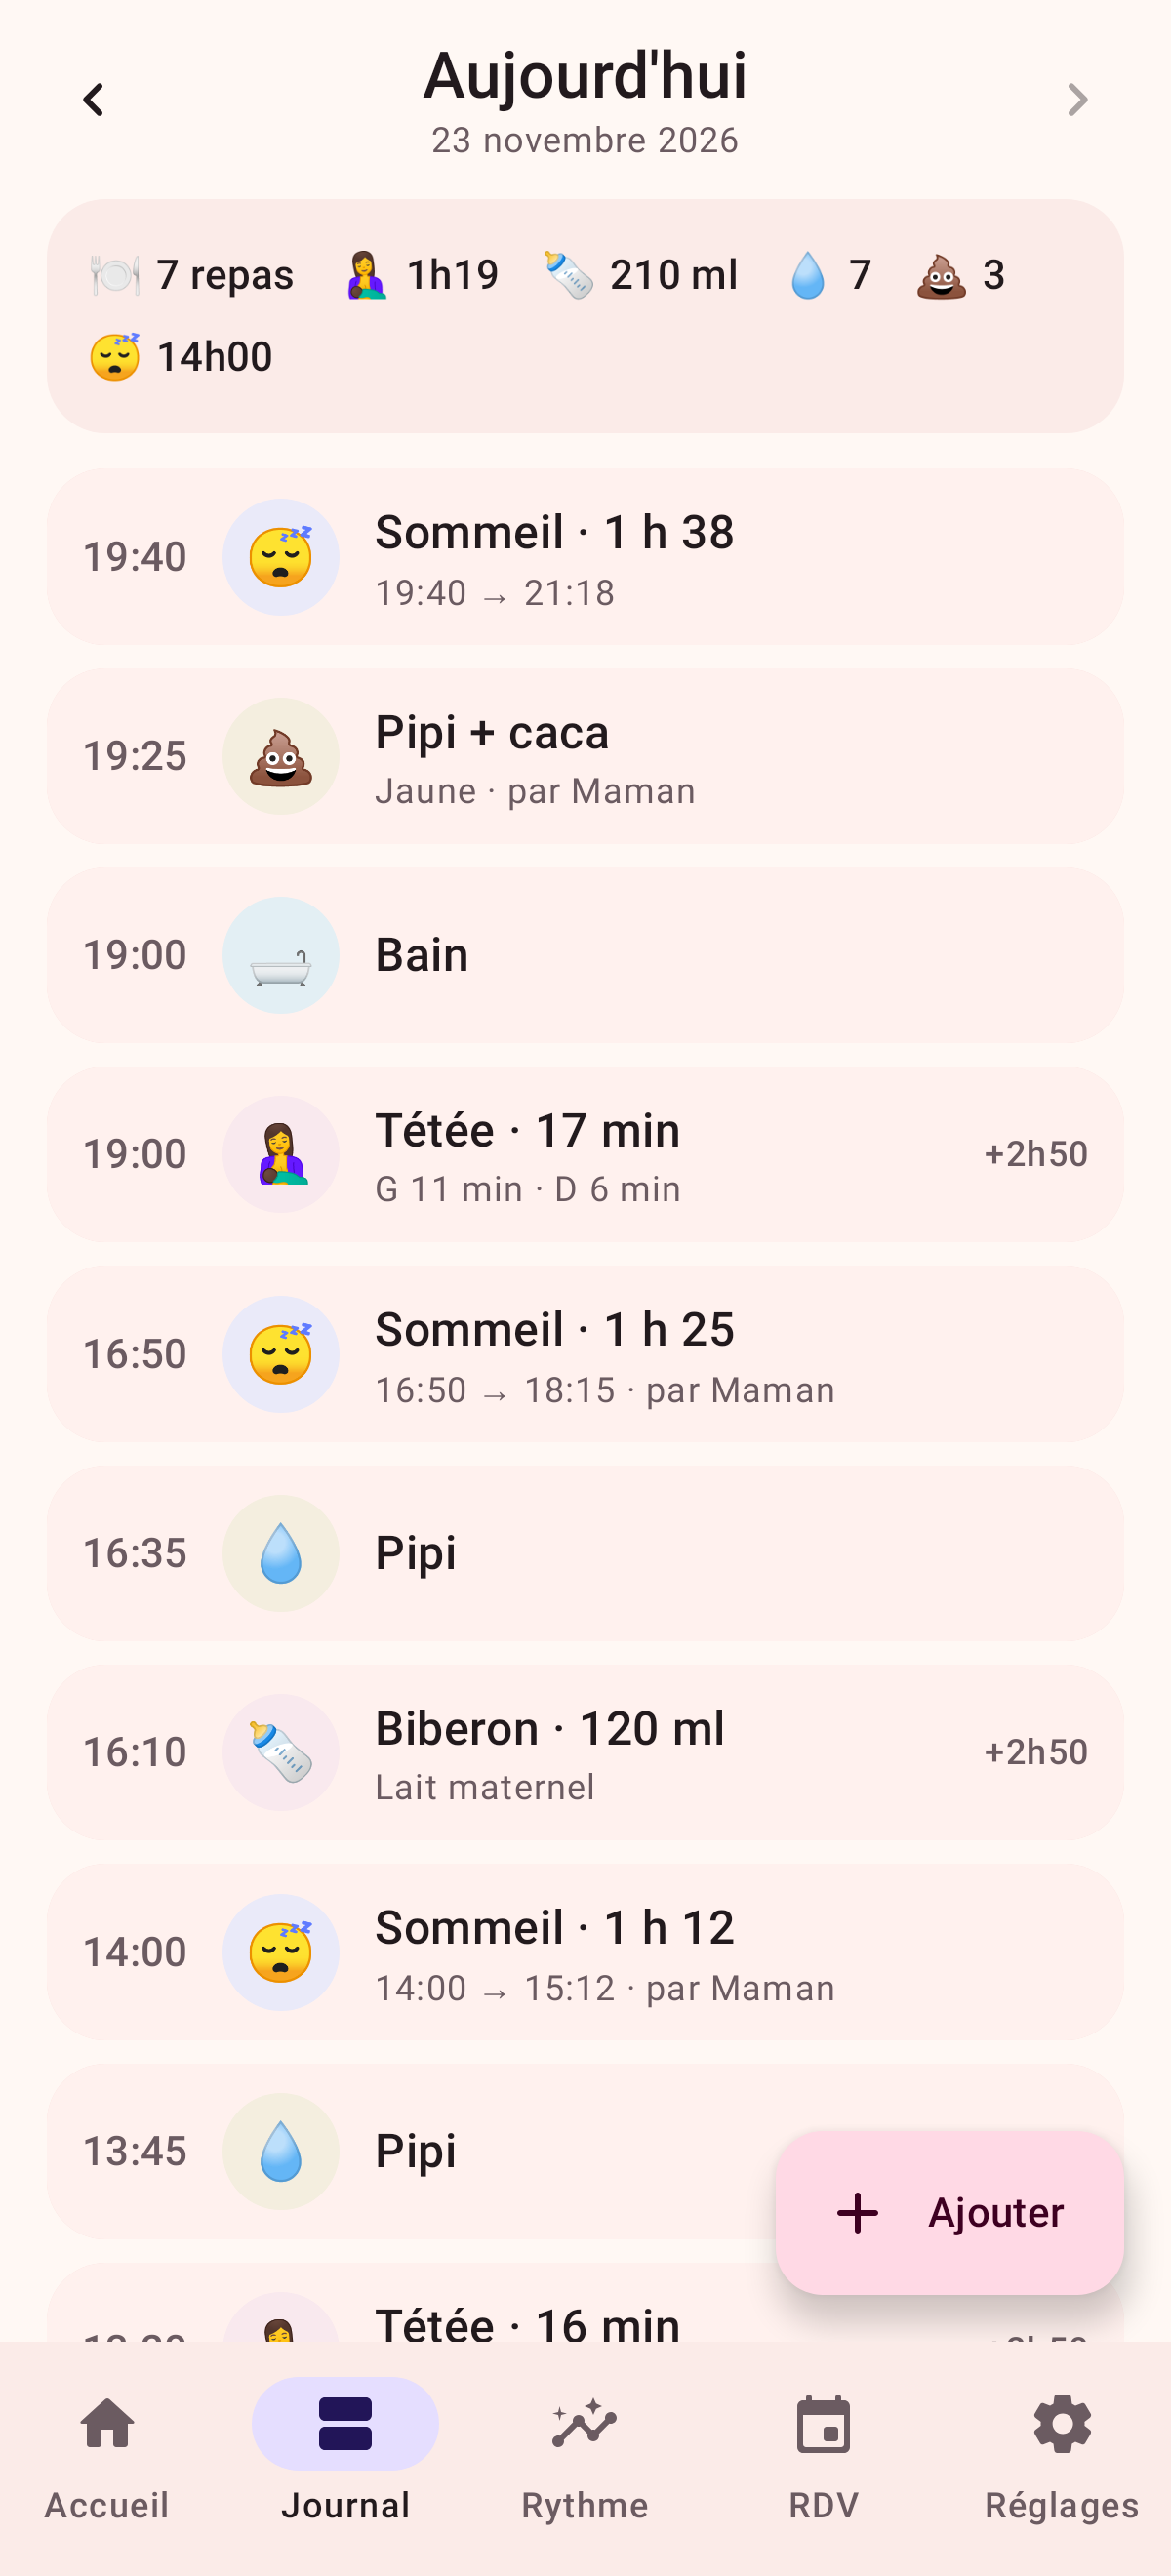 Aujourd'hui
23 novembre 2026
7 repas 1h19 210 ml 7 3
14h00
19:40 Sommeil · 1 h 38
19:40 → 21:18
19:25 Pipi + caca
Jaune · par Maman
19:00 Bain
19:00 Tétée · 17 min +2h50
G 11 min · D 6 min
16:50 Sommeil · 1 h 25
16:50 → 18:15 · par Maman
16:35 Pipi
16:10 Biberon · 120 ml +2h50
Lait maternel
14:00 Sommeil · 1 h 12
14:00 → 15:12 · par Maman
13:45 Pipi
Ajouter
Tétée · 16 min
Accueil Journal Rythme RDV Réglages